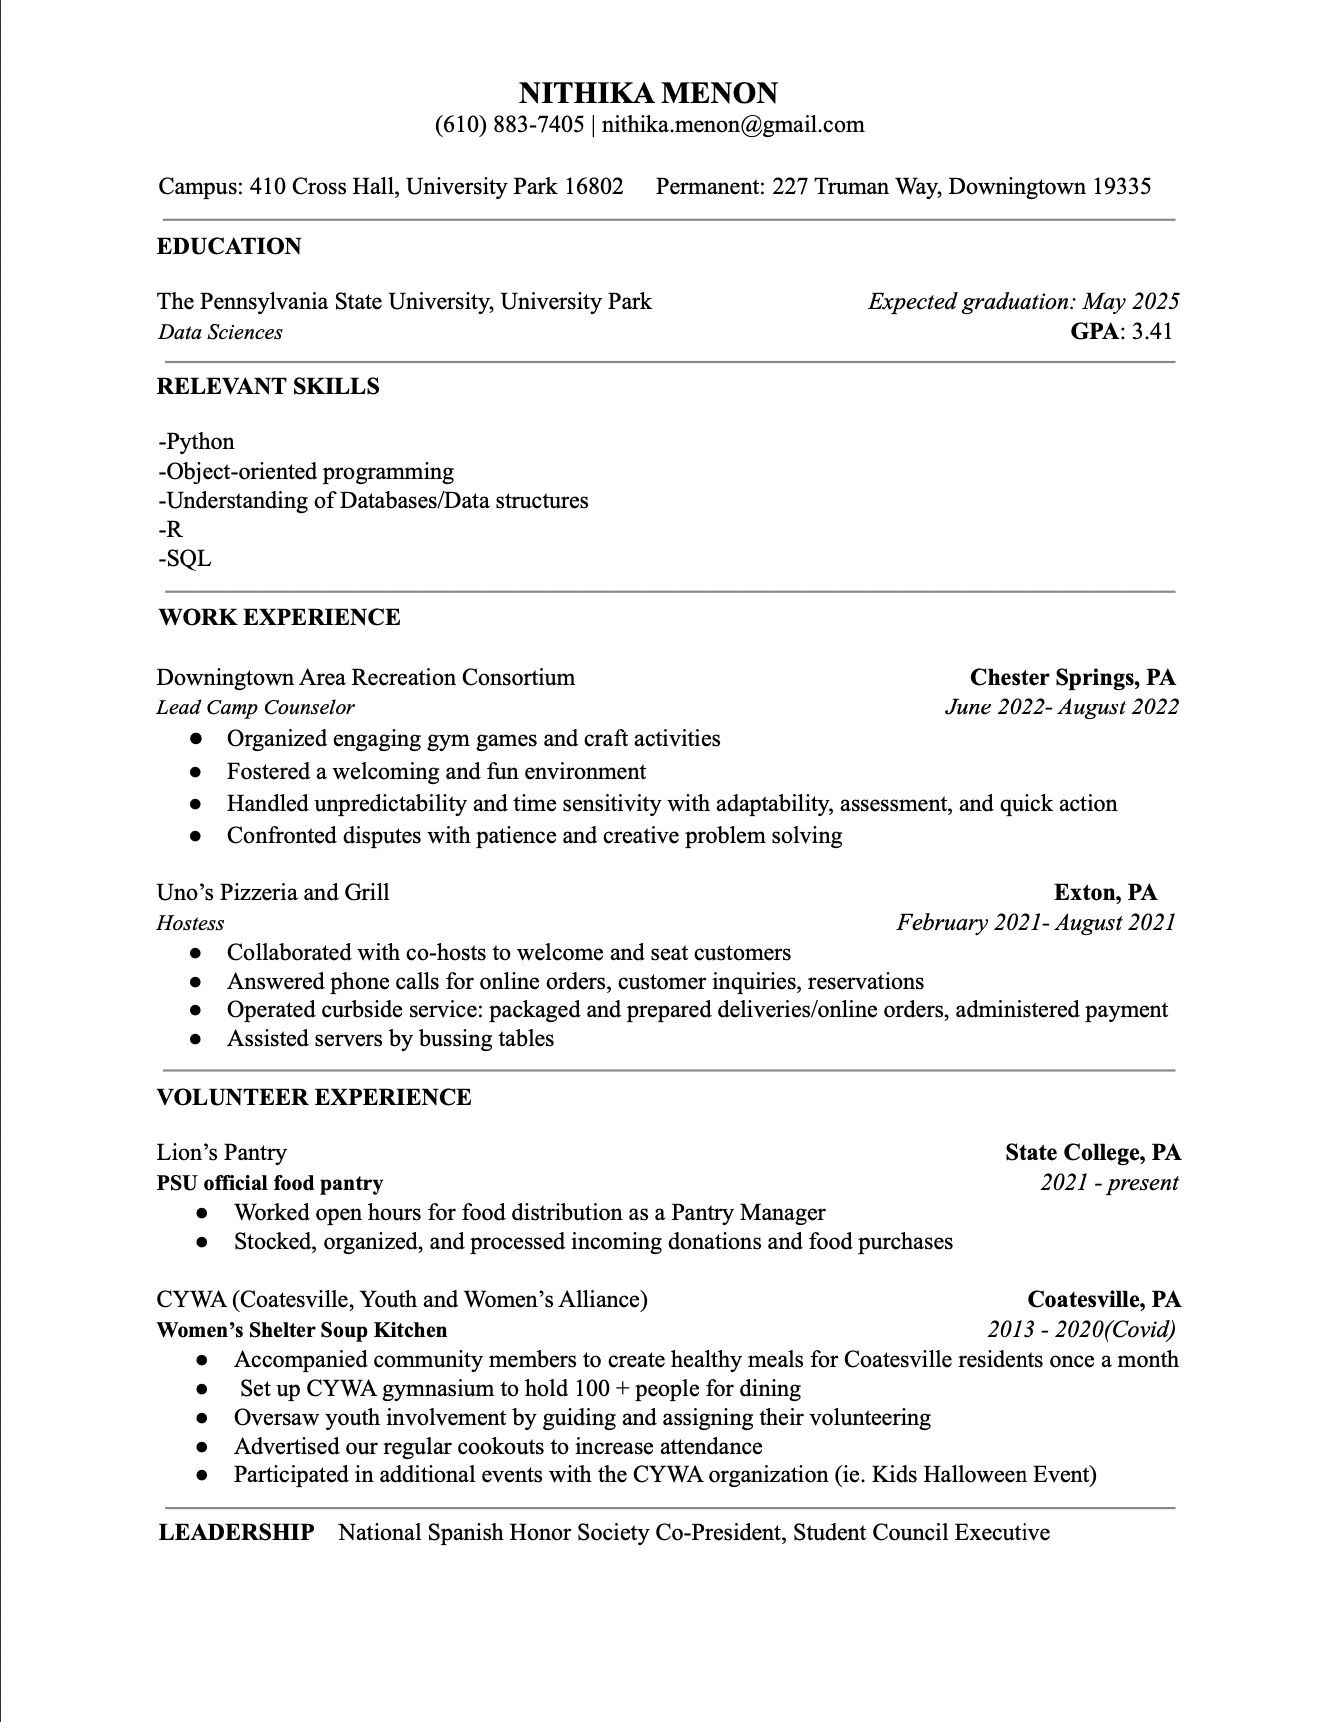 NITHIKA MENON
(610) 883-7405 | nithika.menon@gmail.com
Campus: 410 Cross Hall, University Park 16802 Permanent: 227 Truman Way, Downingtown 19335
EDUCATION
The Pennsylvania State University, University Park Expected graduation: May 2025
Data Sciences GPA: 3.41
RELEVANT SKILLS
-Python
-Object-oriented programming
-Understanding of Databases/Data structures
-R
-SQL
WORK EXPERIENCE
Downingtown Area Recreation Consortium Chester Springs, PA
Lead Camp Counselor June 2022- August 2022
● Organized engaging gym games and craft activities
● Fostered a welcoming and fun environment
● Handled unpredictability and time sensitivity with adaptability, assessment, and quick action
● Confronted disputes with patience and creative problem solving
Uno’s Pizzeria and Grill Exton, PA
Hostess February 2021- August 2021
● Collaborated with co-hosts to welcome and seat customers
● Answered phone calls for online orders, customer inquiries, reservations
● Operated curbside service: packaged and prepared deliveries/online orders, administered payment
● Assisted servers by bussing tables
VOLUNTEER EXPERIENCE
Lion’s Pantry State College, PA
PSU official food pantry 2021 - present
● Worked open hours for food distribution as a Pantry Manager
● Stocked, organized, and processed incoming donations and food purchases
CYWA (Coatesville, Youth and Women’s Alliance) Coatesville, PA
Women’s Shelter Soup Kitchen 2013 - 2020(Covid)
● Accompanied community members to create healthy meals for Coatesville residents once a month
● Set up CYWA gymnasium to hold 100 + people for dining
● Oversaw youth involvement by guiding and assigning their volunteering
● Advertised our regular cookouts to increase attendance
● Participated in additional events with the CYWA organization (ie. Kids Halloween Event)
LEADERSHIP National Spanish Honor Society Co-President, Student Council Executive